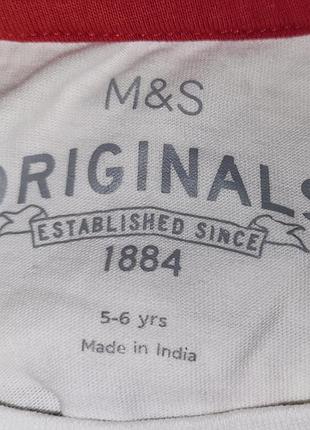 M&S
ORIGINALS
ESTABLISHED SINCE
1884
5-6 yrs
Made in India